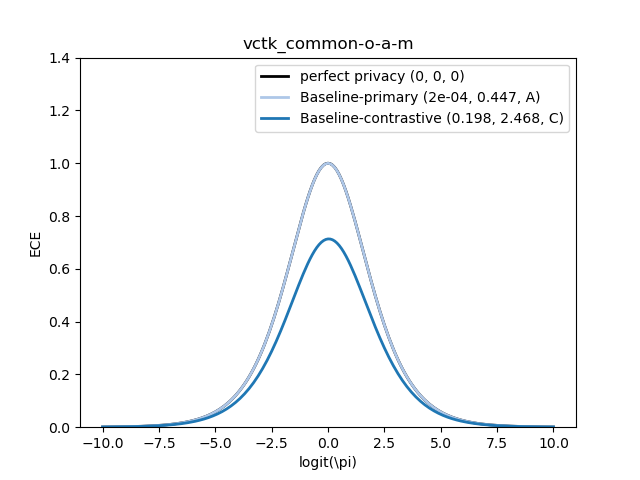 vctk_common-o-a-m
perfect privacy (0, 0, 0)
Baseline-primary (2e-04, 0.447, A)
Baseline-contrastive (0.198, 2.468, C)
1.4
1.2
1.0
0.8
0.6
0.4
0.2
0.0
ECE
−10.0 −7.5 −5.0 −2.5 0.0 2.5 5.0 7.5 10.0
logit(\pi)